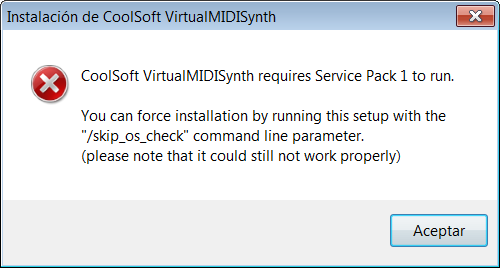 Instalación de CoolSoft VirtualMIDISynth
CoolSoft VirtualMIDISynth requires Service Pack 1 to run.
You can force installation by running this setup with the
"/skip_os_check" command line parameter.
(please note that it could still not work properly)
Aceptar